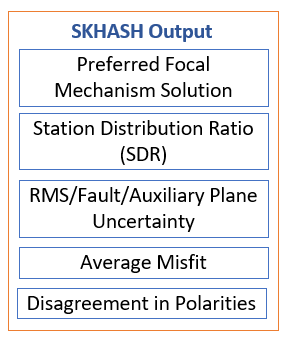 SKHASH Output
Preferred Focal
Mechanism Solution
Station Distribution Ratio
(SDR)
RMS/Fault/Auxiliary Plane
Uncertainty
Average Misfit
Disagreement in Polarities